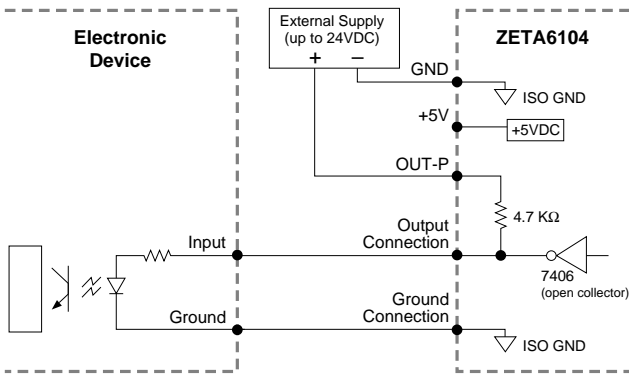 Electronic
Device
External Supply
(up to 24VDC)
+ –
ZETA6104
GND
ISO GND
+5V
+5VDC
OUT-P
4.7 KΩ
Input
Output
Connection
7406
(open collector)
Ground
Ground
Connection
ISO GND